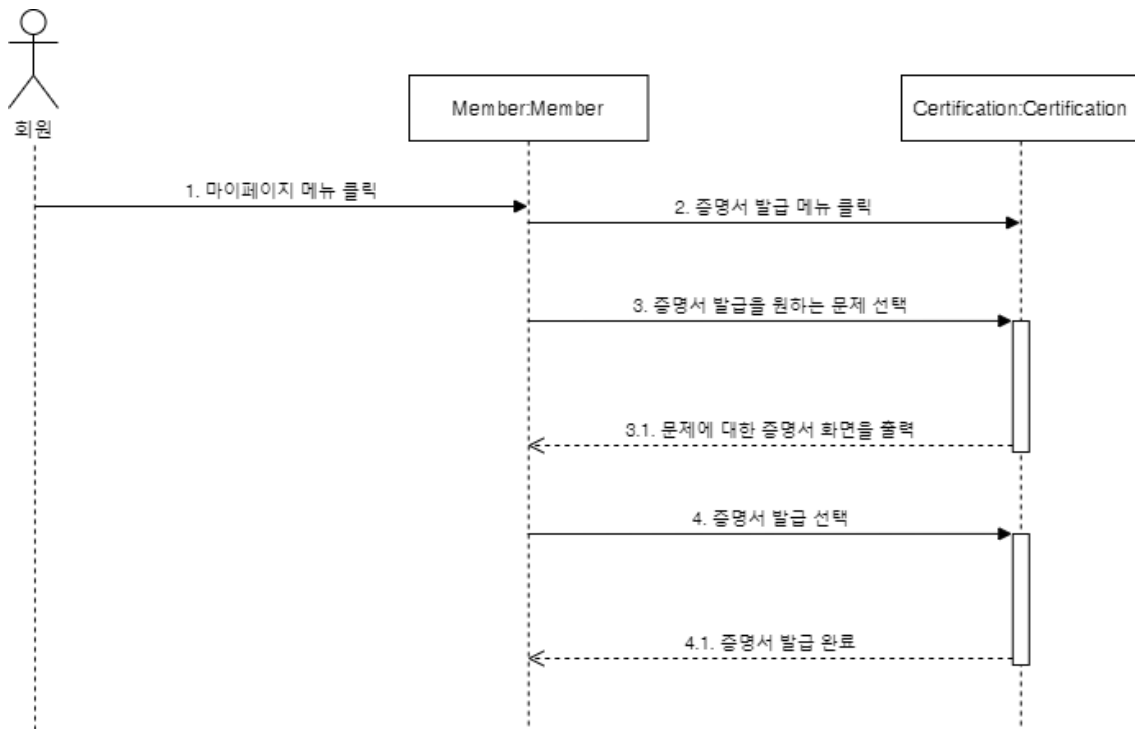 회원
Member:Member
Certification:Certification
1. 마이페이지 메뉴 클릭
2. 증명서 발급 메뉴 클릭
3. 증명서 발급을 원하는 문제 선택
3.1. 문제에 대한 증명서 화면을 출력
4. 증명서 발급 선택
4.1. 증명서 발급 완료